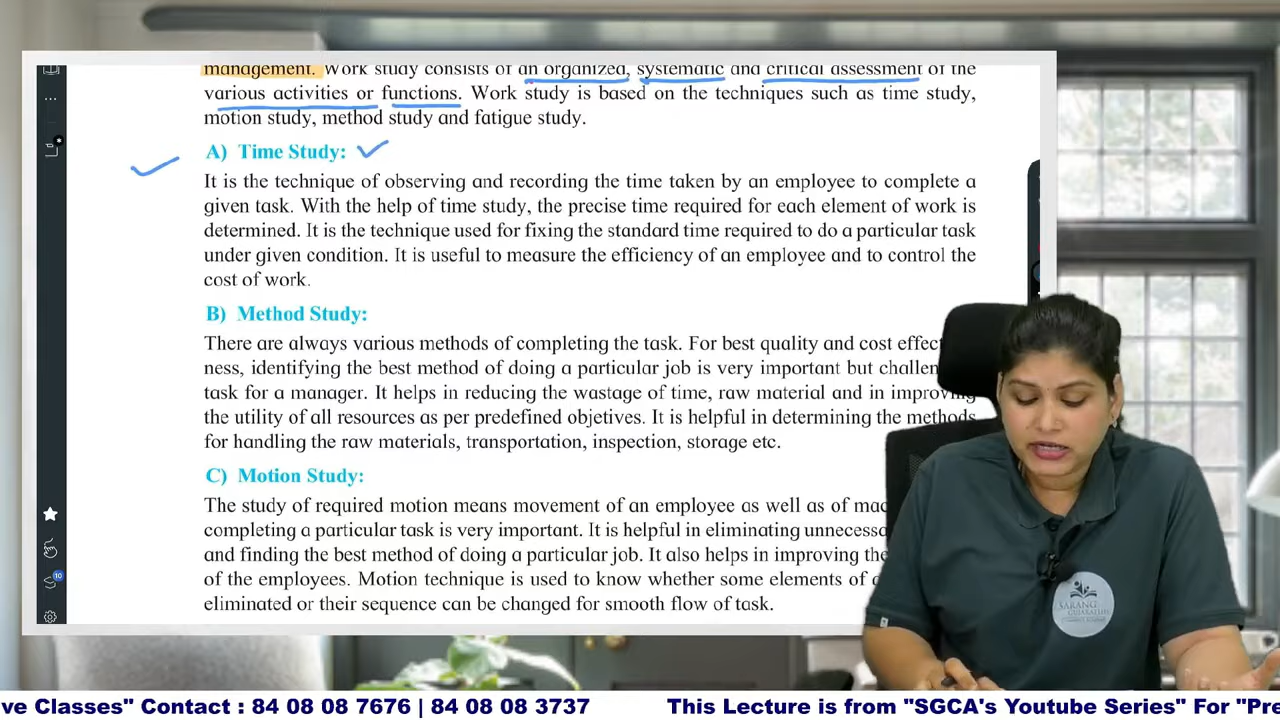 management. Work study consists of an organized, systematic and critical assessment of the
various activities or functions. Work study is based on the techniques such as time study,
motion study, method study and fatigue study.
A) Time Study:
It is the technique of observing and recording the time taken by an employee to complete a
given task. With the help of time study, the precise time required for each element of work is
determined. It is the technique used for fixing the standard time required to do a particular task
under given condition. It is useful to measure the efficiency of an employee and to control the
cost of work.
B) Method Study:
There are always various methods of completing the task. For best quality and cost effec
ness, identifying the best method of doing a particular job is very important but challen
task for a manager. It helps in reducing the wastage of time, raw material and in improving
the utility of all resources as per predefined objetives. It is helpful in determining the methods
for handling the raw materials, transportation, inspection, storage etc.
C) Motion Study:
The study of required motion means movement of an employee as well as of mac
completing a particular task is very important. It is helpful in eliminating unnecess
and finding the best method of doing a particular job. It also helps in improving the
of the employees. Motion technique is used to know whether some elements of
eliminated or their sequence can be changed for smooth flow of task.
10
SARANG
ve Classes" Contact : 84 08 08 7676 | 84 08 08 3737 This Lecture is from "SGCA's Youtube Series" For "Pre